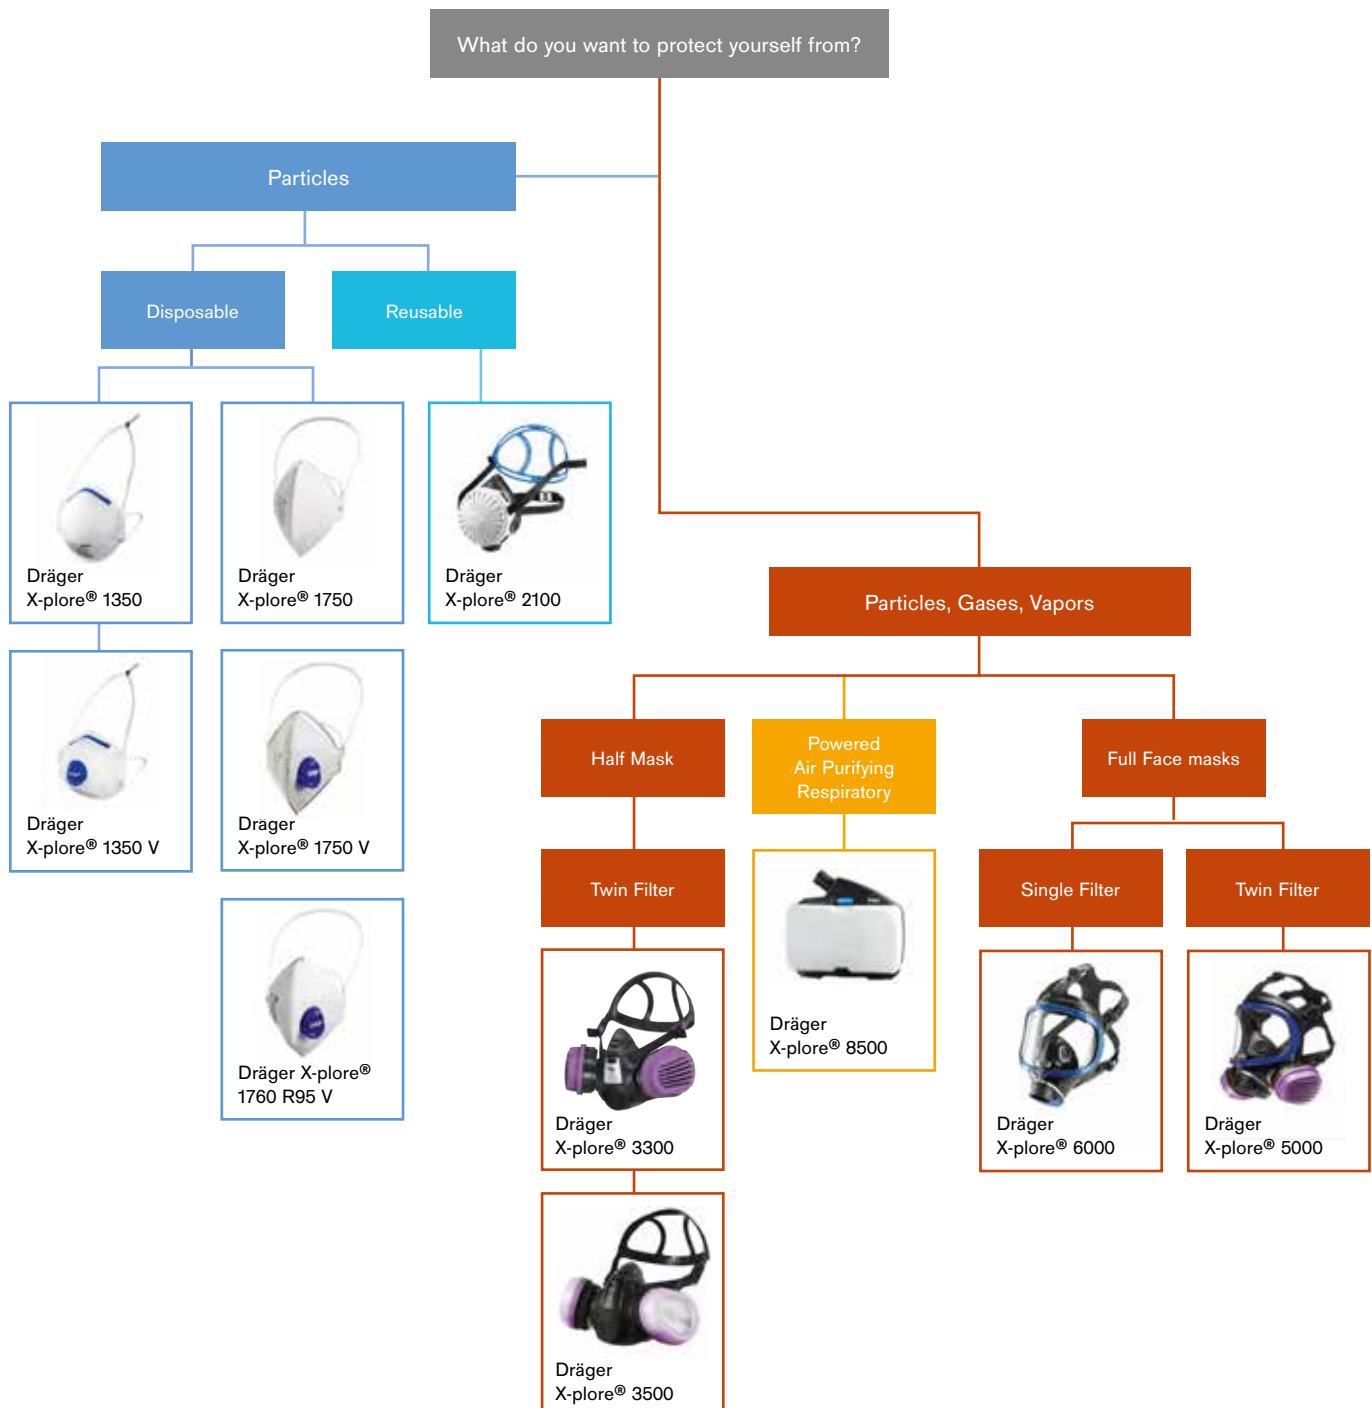 What do you want to protect yourself from?
Particles
Disposable
Reusable
Dräger
X-plore® 1350
Dräger
X-plore® 1750
Dräger
X-plore® 2100
Dräger
X-plore® 1350 V
Dräger
X-plore® 1750 V
Dräger X-plore®
1760 R95 V
Particles, Gases, Vapors
Half Mask
Powered
Air Purifying
Respiratory
Full Face masks
Twin Filter
Single Filter
Twin Filter
Dräger
X-plore® 3300
Dräger
X-plore® 8500
Dräger
X-plore® 6000
Dräger
X-plore® 5000
Dräger
X-plore® 3500